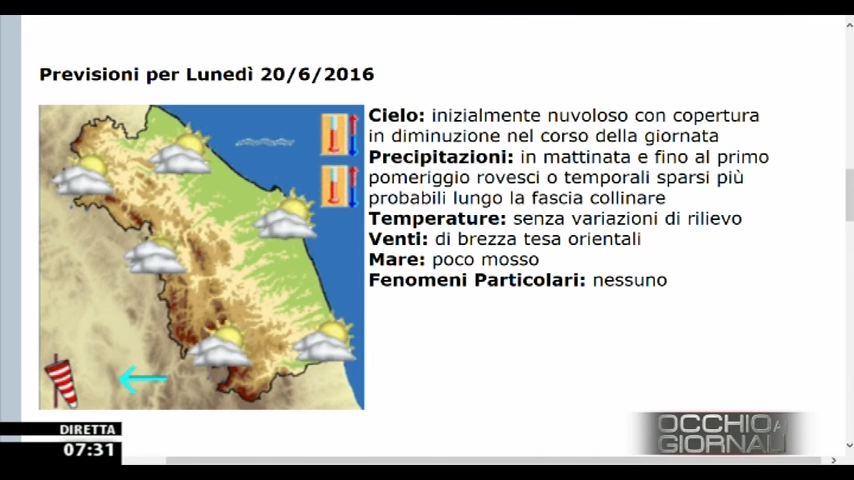 Previsioni per Lunedì 20/6/2016
Cielo: inizialmente nuvoloso con copertura
in diminuzione nel corso della giornata
Precipitazioni: in mattinata e fino al primo
pomeriggio rovesci o temporali sparsi più
probabili lungo la fascia collinare
Temperature: senza variazioni di rilievo
Venti: di brezza tesa orientali
Mare: poco mosso
Fenomeni Particolari: nessuno
DIRETTA
07:31
OCCHIO AI
GIORNALI